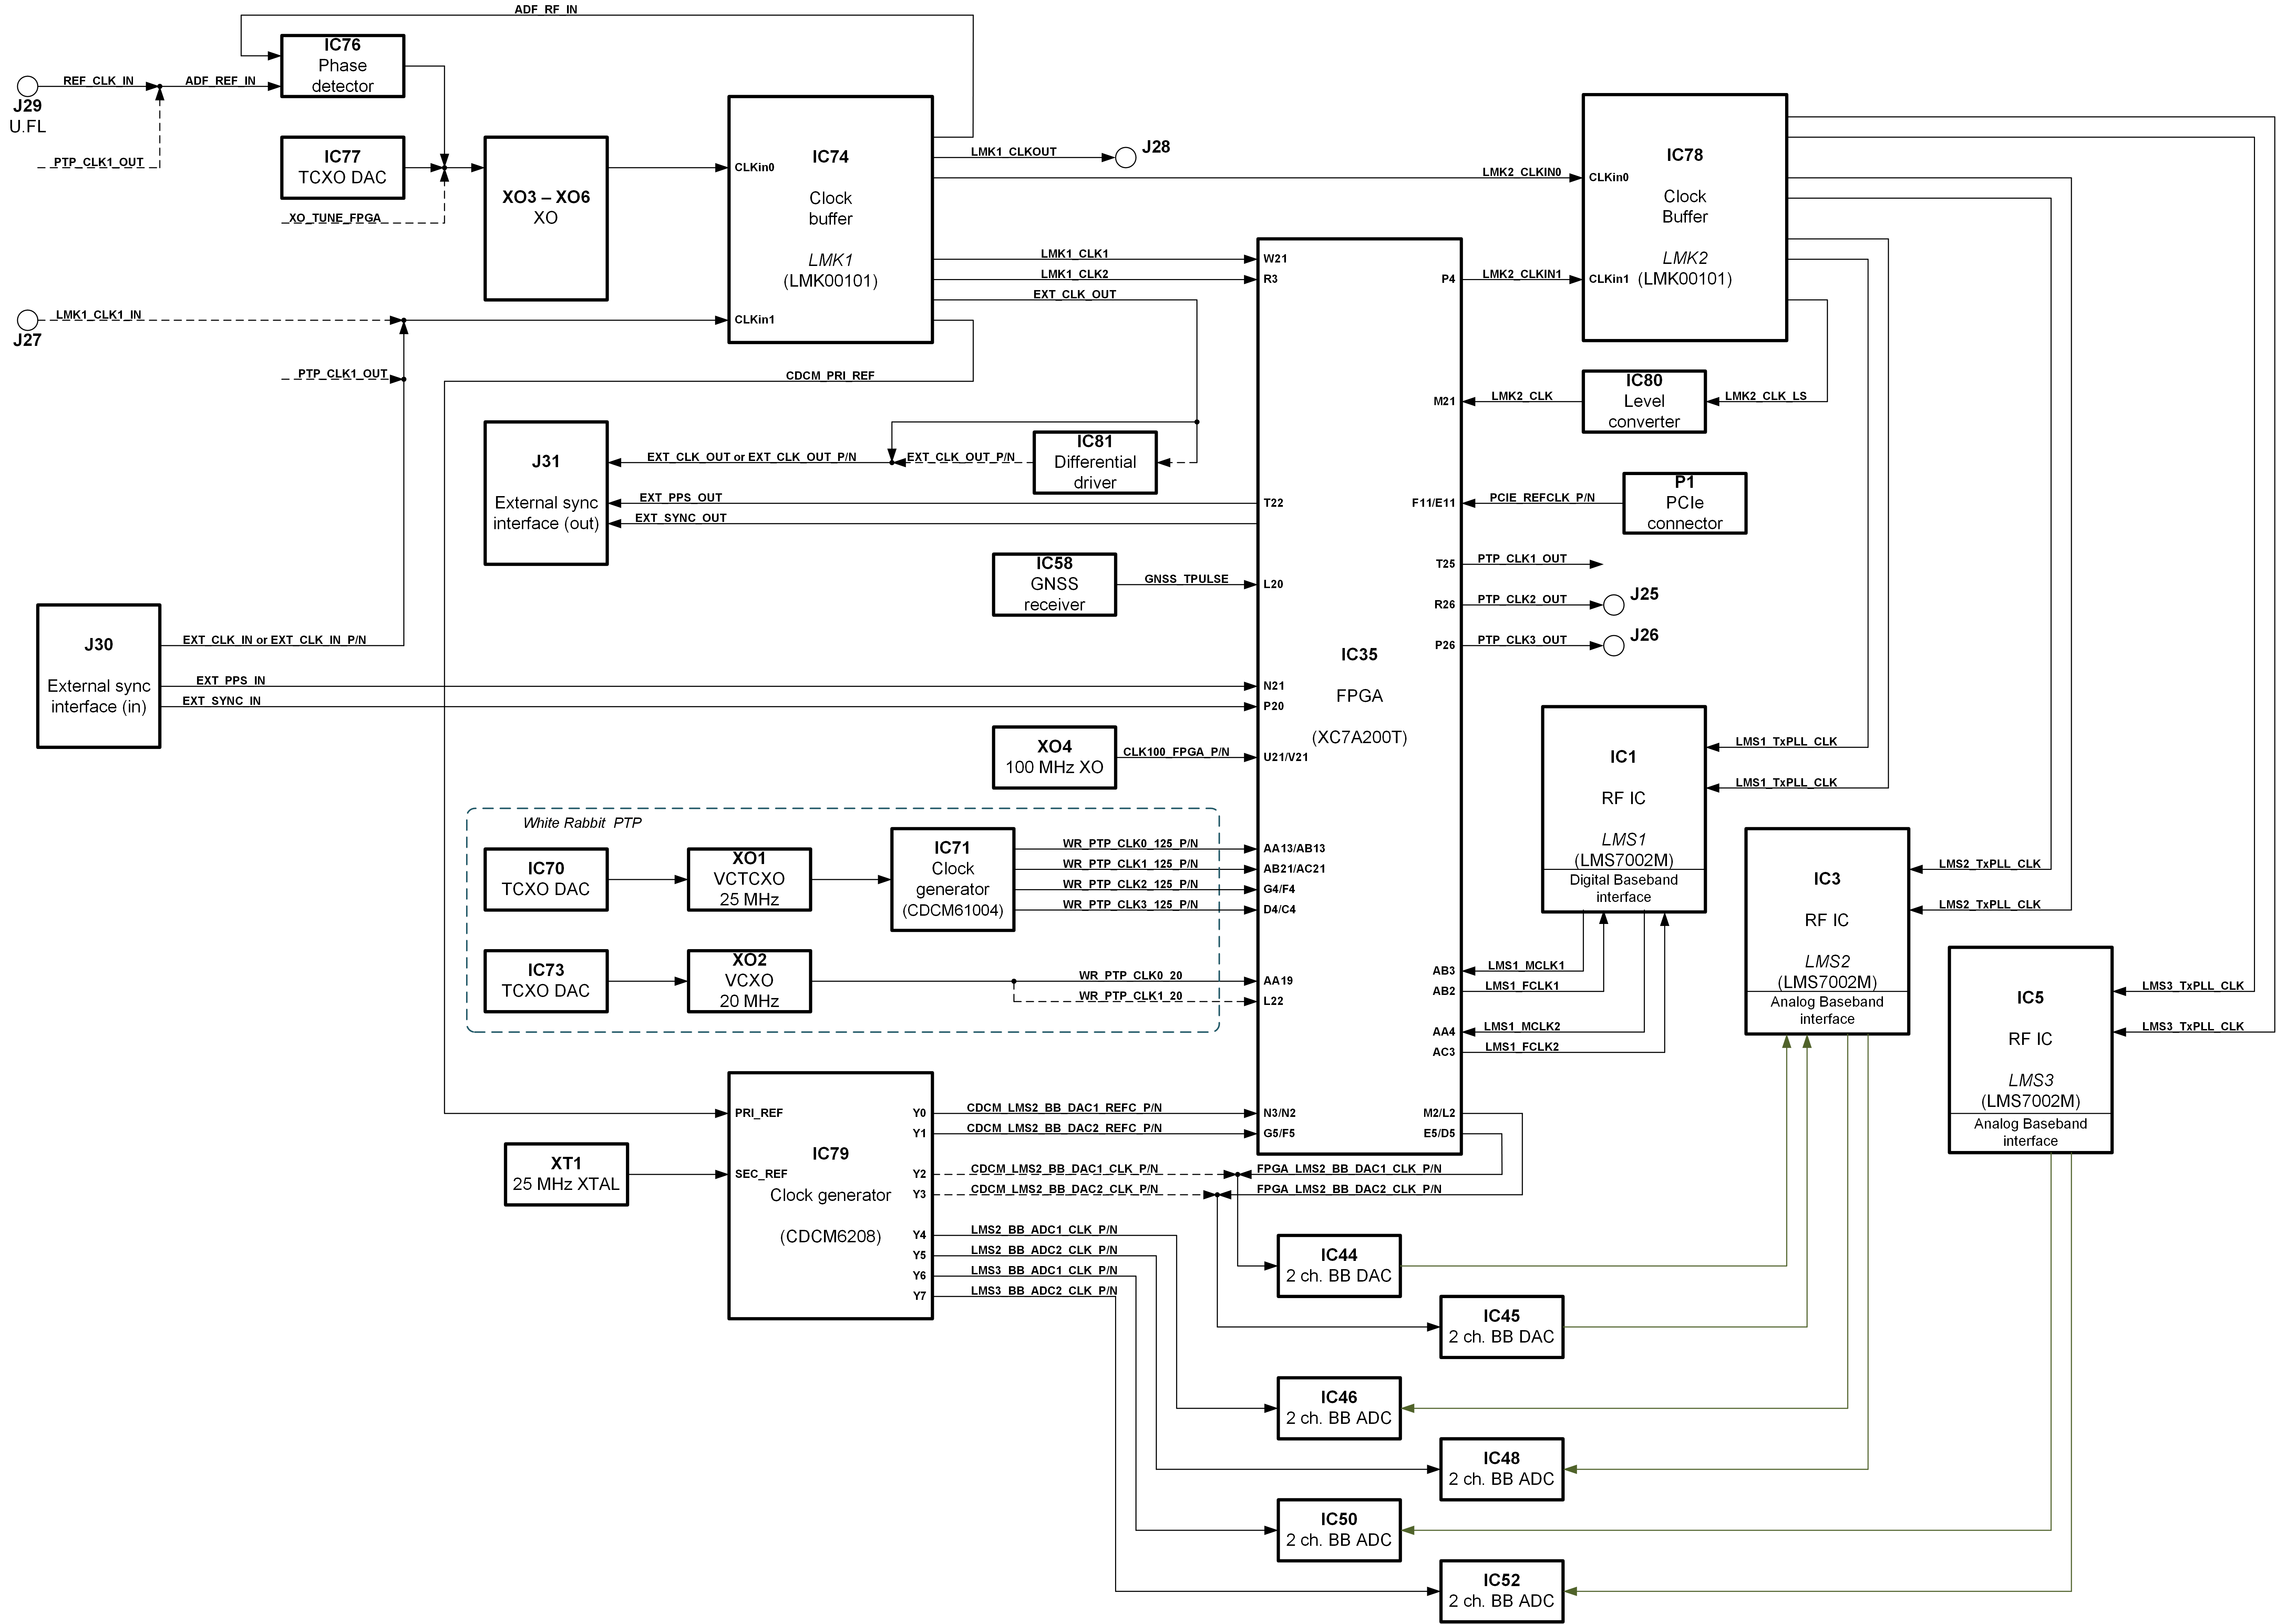 ADF_RF_IN
IC76
Phase
detector
REF_CLK_IN
ADF_REF_IN
J29
U.FL
PTP_CLK1_OUT
IC77
TCXO DAC
XO_TUNE_FPGA
XO3 – XO6
XO
CLKin0
IC74
Clock
buffer
LMK1
(LMK00101)
CLKin1
LMK1_CLKOUT
J28
LMK2_CLKIN0
CLKin0
IC78
Clock
Buffer
LMK2
(LMK00101)
CLKin1
LMK1_CLK1
LMK1_CLK2
EXT_CLK_OUT
W21
R3
P4
LMK2_CLKIN1
LMK1_CLK1_IN
J27
PTP_CLK1_OUT
CDCM_PRI_REF
M21
LMK2_CLK
IC80
Level
converter
LMK2_CLK_LS
J31
External sync
interface (out)
EXT_CLK_OUT or EXT_CLK_OUT_P/N
EXT_CLK_OUT_P/N
IC81
Differential
driver
EXT_PPS_OUT
EXT_SYNC_OUT
T22
F11/E11
PCIE_REFCLK_P/N
P1
PCIe
connector
IC58
GNSS
receiver
GNSS_TPULSE
L20
T25
PTP_CLK1_OUT
R26
PTP_CLK2_OUT
J25
P26
PTP_CLK3_OUT
J26
J30
External sync
interface (in)
EXT_CLK_IN or EXT_CLK_IN_P/N
EXT_PPS_IN
EXT_SYNC_IN
N21
P20
IC35
FPGA
(XC7A200T)
XO4
100 MHz XO
CLK100_FPGA_P/N
U21/V21
IC1
RF IC
LMS1
(LMS7002M)
Digital Baseband
interface
LMS1_TxPLL_CLK
LMS1_TxPLL_CLK
White Rabbit PTP
IC70
TCXO DAC
XO1
VCTCXO
25 MHz
IC71
Clock
generator
(CDCM61004)
WR_PTP_CLK0_125_P/N
WR_PTP_CLK1_125_P/N
WR_PTP_CLK2_125_P/N
WR_PTP_CLK3_125_P/N
AA13/AB13
AB21/AC21
G4/F4
D4/C4
IC3
RF IC
LMS2
(LMS7002M)
Analog Baseband
interface
LMS2_TxPLL_CLK
LMS2_TxPLL_CLK
IC73
TCXO DAC
XO2
VCXO
20 MHz
WR_PTP_CLK0_20
WR_PTP_CLK1_20
AA19
L22
AB3
LMS1_MCLK1
AB2
LMS1_FCLK1
AA4
LMS1_MCLK2
AC3
LMS1_FCLK2
IC5
RF IC
LMS3
(LMS7002M)
Analog Baseband
interface
LMS3_TxPLL_CLK
LMS3_TxPLL_CLK
PRI_REF
SEC_REF
IC79
Clock generator
(CDCM6208)
XT1
25 MHz XTAL
Y0
Y1
Y2
Y3
Y4
Y5
Y6
Y7
CDCM_LMS2_BB_DAC1_REFC_P/N
CDCM_LMS2_BB_DAC2_REFC_P/N
N3/N2
G5/F5
M2/L2
E5/D5
CDCM_LMS2_BB_DAC1_CLK_P/N
CDCM_LMS2_BB_DAC2_CLK_P/N
FPGA_LMS2_BB_DAC1_CLK_P/N
FPGA_LMS2_BB_DAC2_CLK_P/N
LMS2_BB_ADC1_CLK_P/N
LMS2_BB_ADC2_CLK_P/N
LMS3_BB_ADC1_CLK_P/N
LMS3_BB_ADC2_CLK_P/N
IC44
2 ch. BB DAC
IC45
2 ch. BB DAC
IC46
2 ch. BB ADC
IC48
2 ch. BB ADC
IC50
2 ch. BB ADC
IC52
2 ch. BB ADC